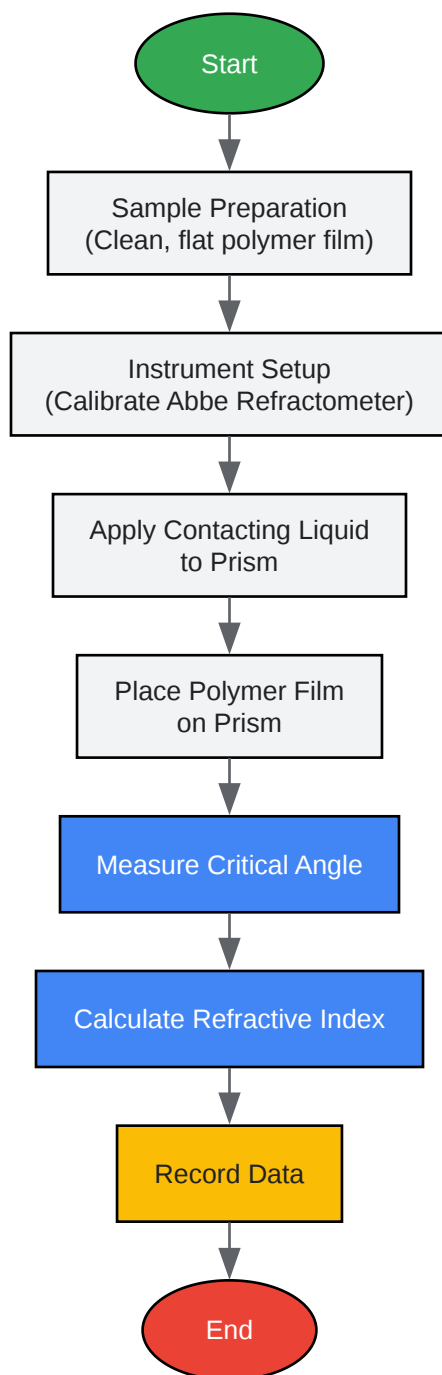 Start
Sample Preparation
(Clean, flat polymer film)
Instrument Setup
(Calibrate Abbe Refractometer)
Apply Contacting Liquid
to Prism
Place Polymer Film
on Prism
Measure Critical Angle
Calculate Refractive Index
Record Data
End